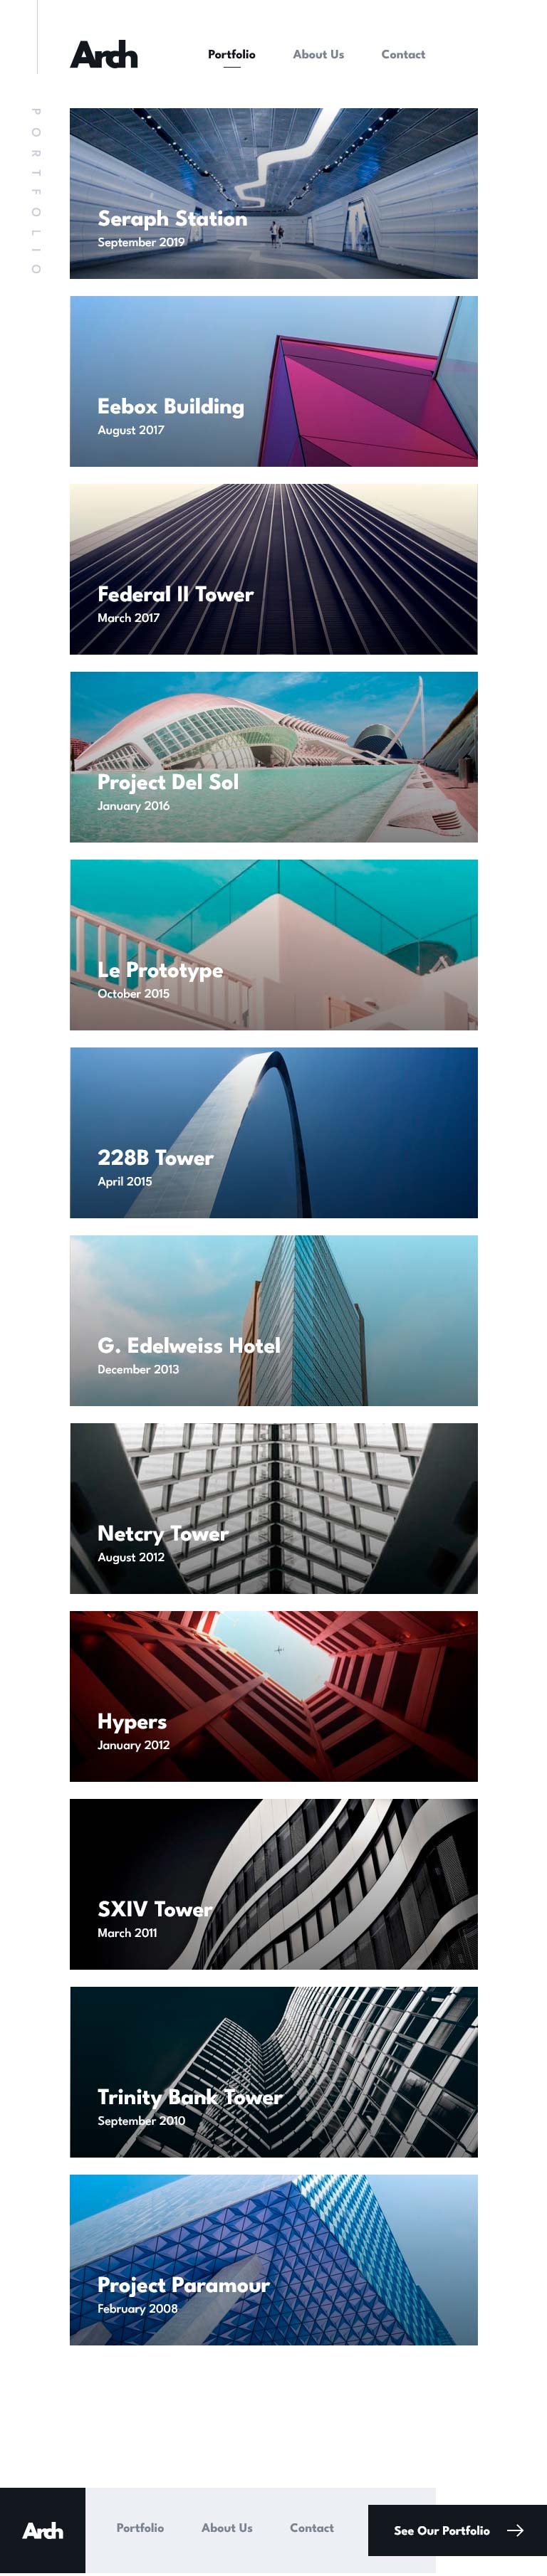 Arch
Portfolio About Us Contact
PORTFOLIO
Seraph Station
September 2019
Eebox Building
August 2017
Federal II Tower
March 2017
Project Del Sol
January 2016
Le Prototype
October 2015
228B Tower
April 2015
G. Edelweiss Hotel
December 2013
Netcry Tower
August 2012
Hypers
January 2012
SXIV Tower
March 2011
Trinity Bank Tower
September 2010
Project Paramour
February 2008
Arch Portfolio About Us Contact See Our Portfolio